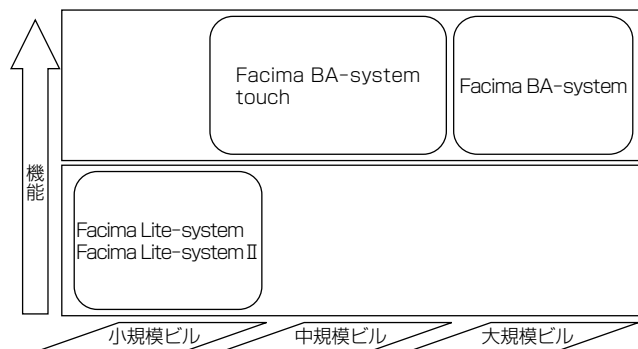 Facima BA-system
touch
Facima BA-system
機能
Facima Lite-system
Facima Lite-systemⅡ
小規模ビル
中規模ビル
大規模ビル